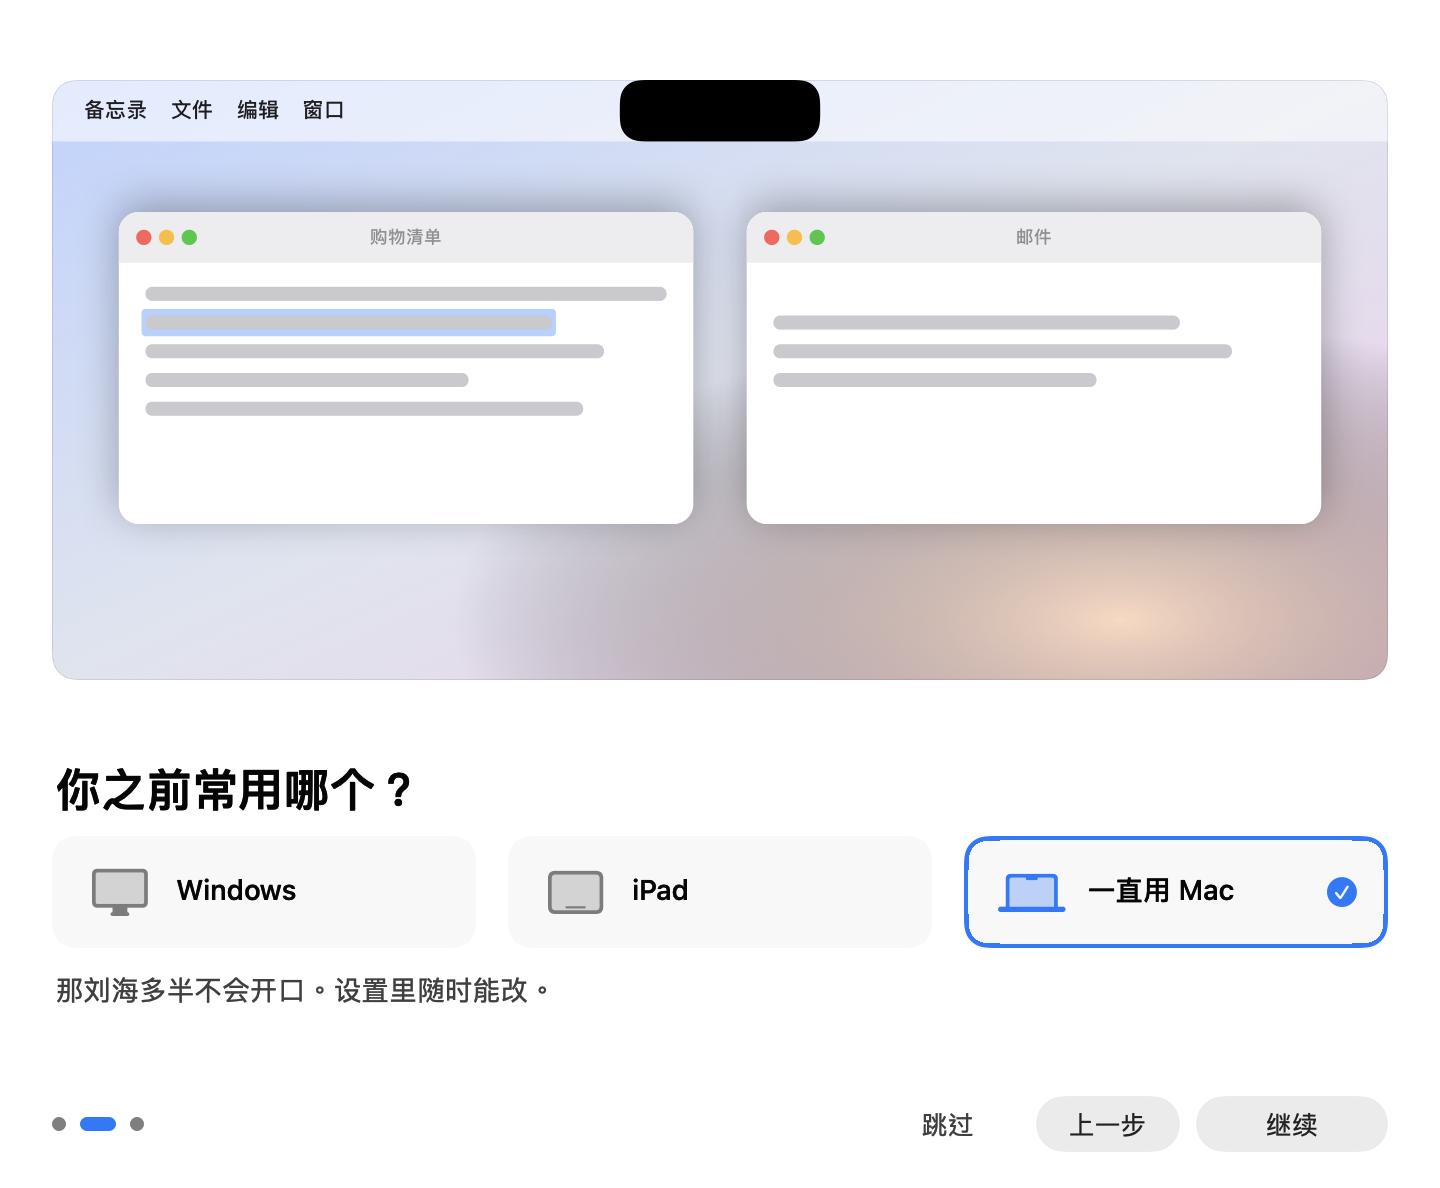 备忘录 文件 编辑 窗口
购物清单
邮件
你之前常用哪个？
Windows
iPad
一直用 Mac
那刘海多半不会开口。设置里随时能改。
跳过
上一步
继续